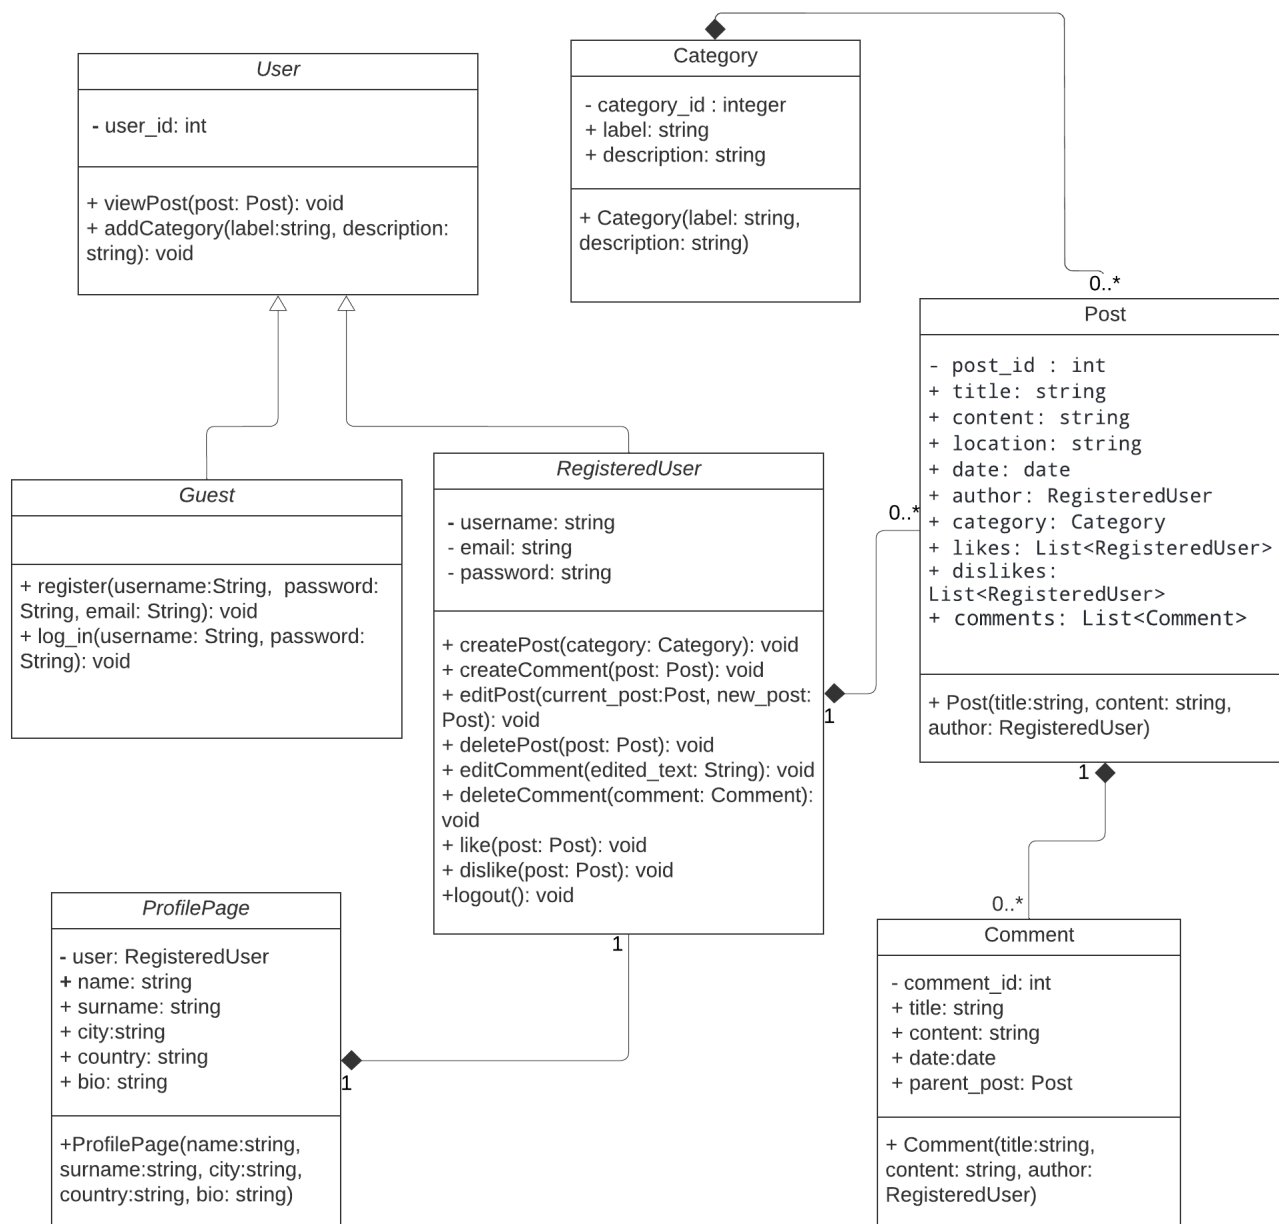 User
- user_id: int
+ viewPost(post: Post): void
+ addCategory(label:string, description:
string): void
Category
- category_id : integer
+ label: string
+ description: string
+ Category(label: string,
description: string)
0..*
Post
- post_id : int
+ title: string
+ content: string
+ location: string
+ date: date
+ author: RegisteredUser
+ category: Category
+ likes: List<RegisteredUser>
+ dislikes:
List<RegisteredUser>
+ comments: List<Comment>
+ Post(title:string, content: string,
author: RegisteredUser)
Guest
+ register(username:String,  password:
String, email: String): void
+ log_in(username: String, password:
String): void
RegisteredUser
- username: string
- email: string
- password: string
+ createPost(category: Category): void
+ createComment(post: Post): void
+ editPost(current_post:Post, new_post:
Post): void
+ deletePost(post: Post): void
+ editComment(edited_text: String): void
+ deleteComment(comment: Comment):
void
+ like(post: Post): void
+ dislike(post: Post): void
+logout(): void
0..*
1
1
1
0..*
1
ProfilePage
- user: RegisteredUser
+ name: string
+ surname: string
+ city:string
+ country: string
+ bio: string
+ProfilePage(name:string,
surname:string, city:string,
country:string, bio: string)
Comment
- comment_id: int
+ title: string
+ content: string
+ date:date
+ parent_post: Post
+ Comment(title:string,
content: string, author:
RegisteredUser)